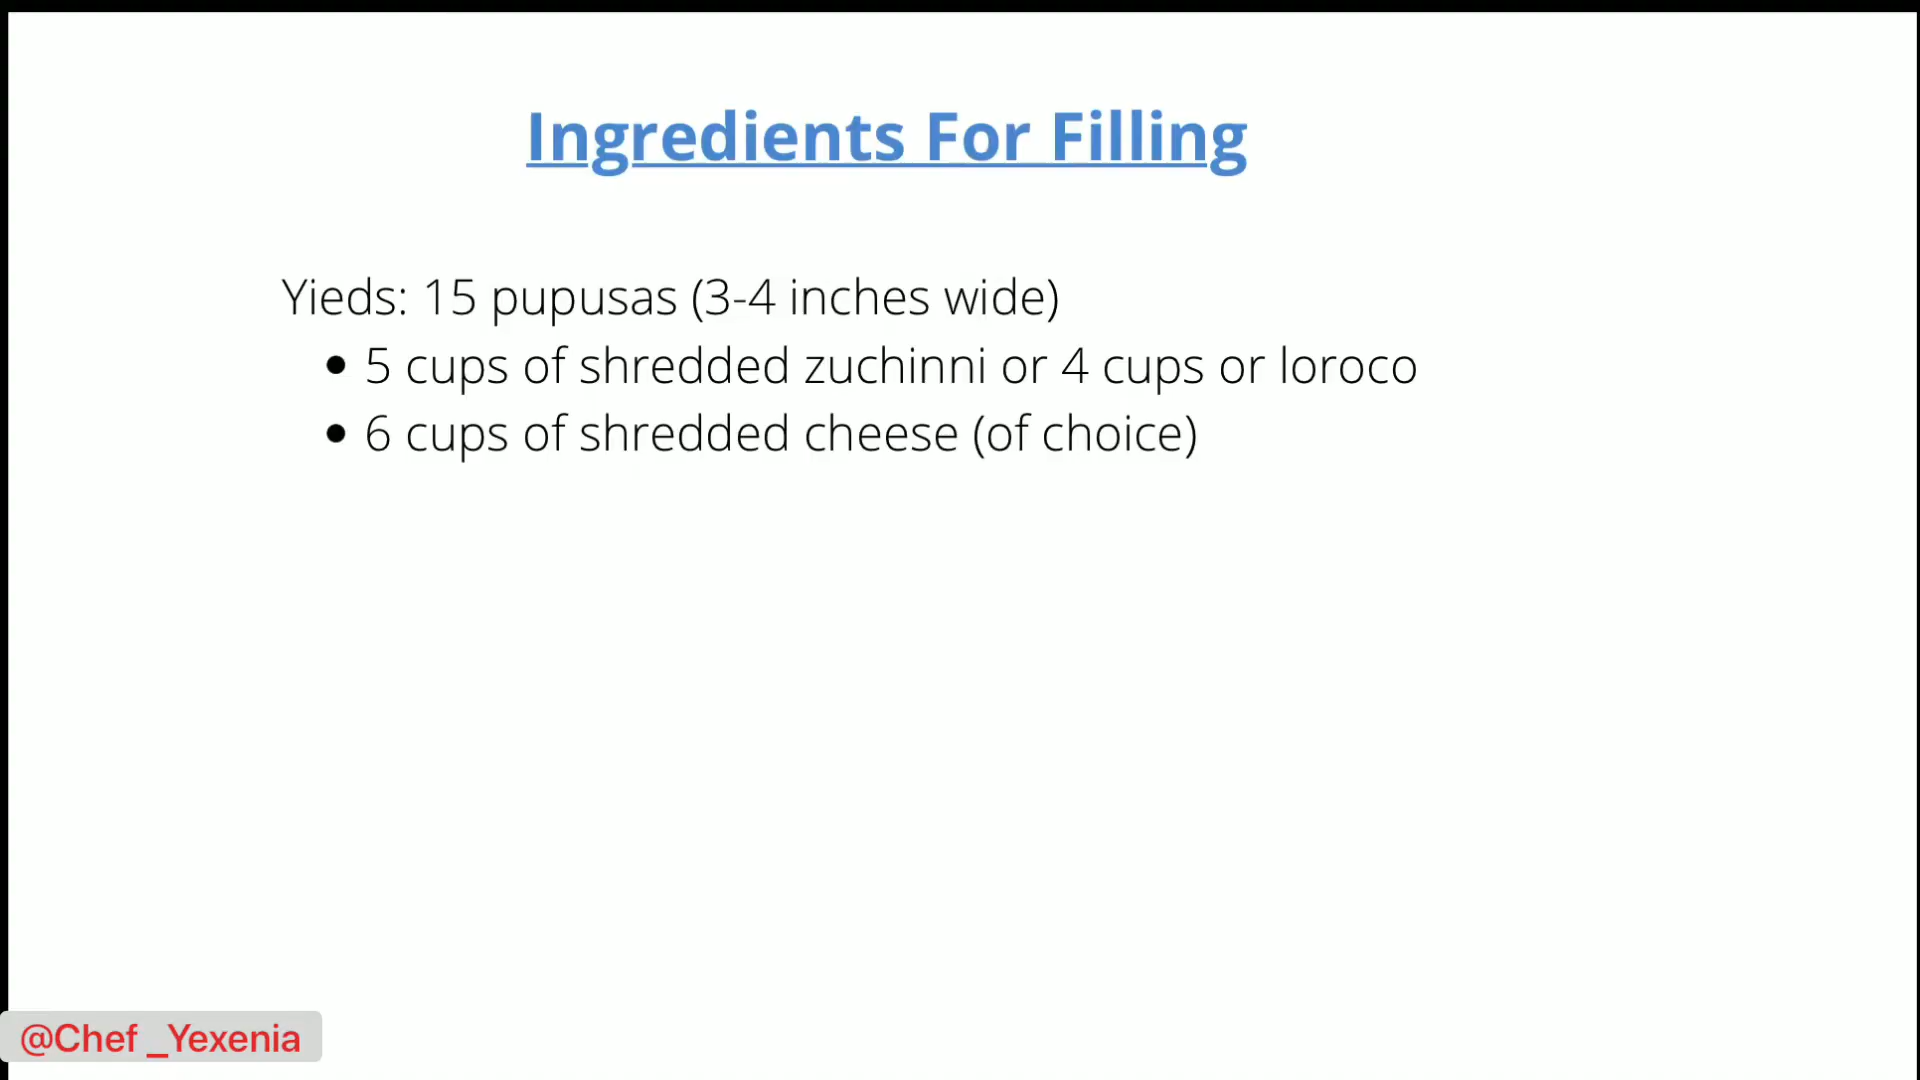 Ingredients For Filling
Yieds: 15 pupusas (3-4 inches wide)
• 5 cups of shredded zuchinni or 4 cups or loroco
• 6 cups of shredded cheese (of choice)
@Chef _Yexenia